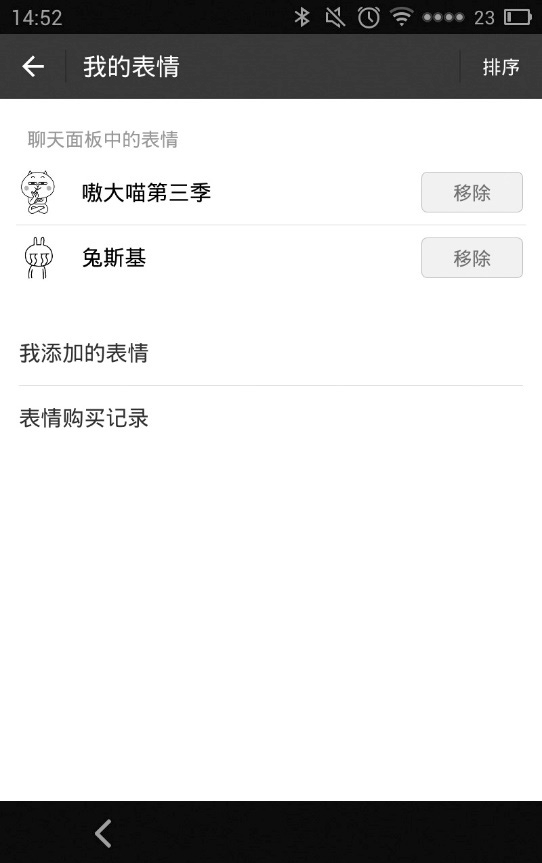 14:52
23
我的表情
排序
聊天面板中的表情
嗷大喵第三季
移除
兔斯基
移除
我添加的表情
表情购买记录